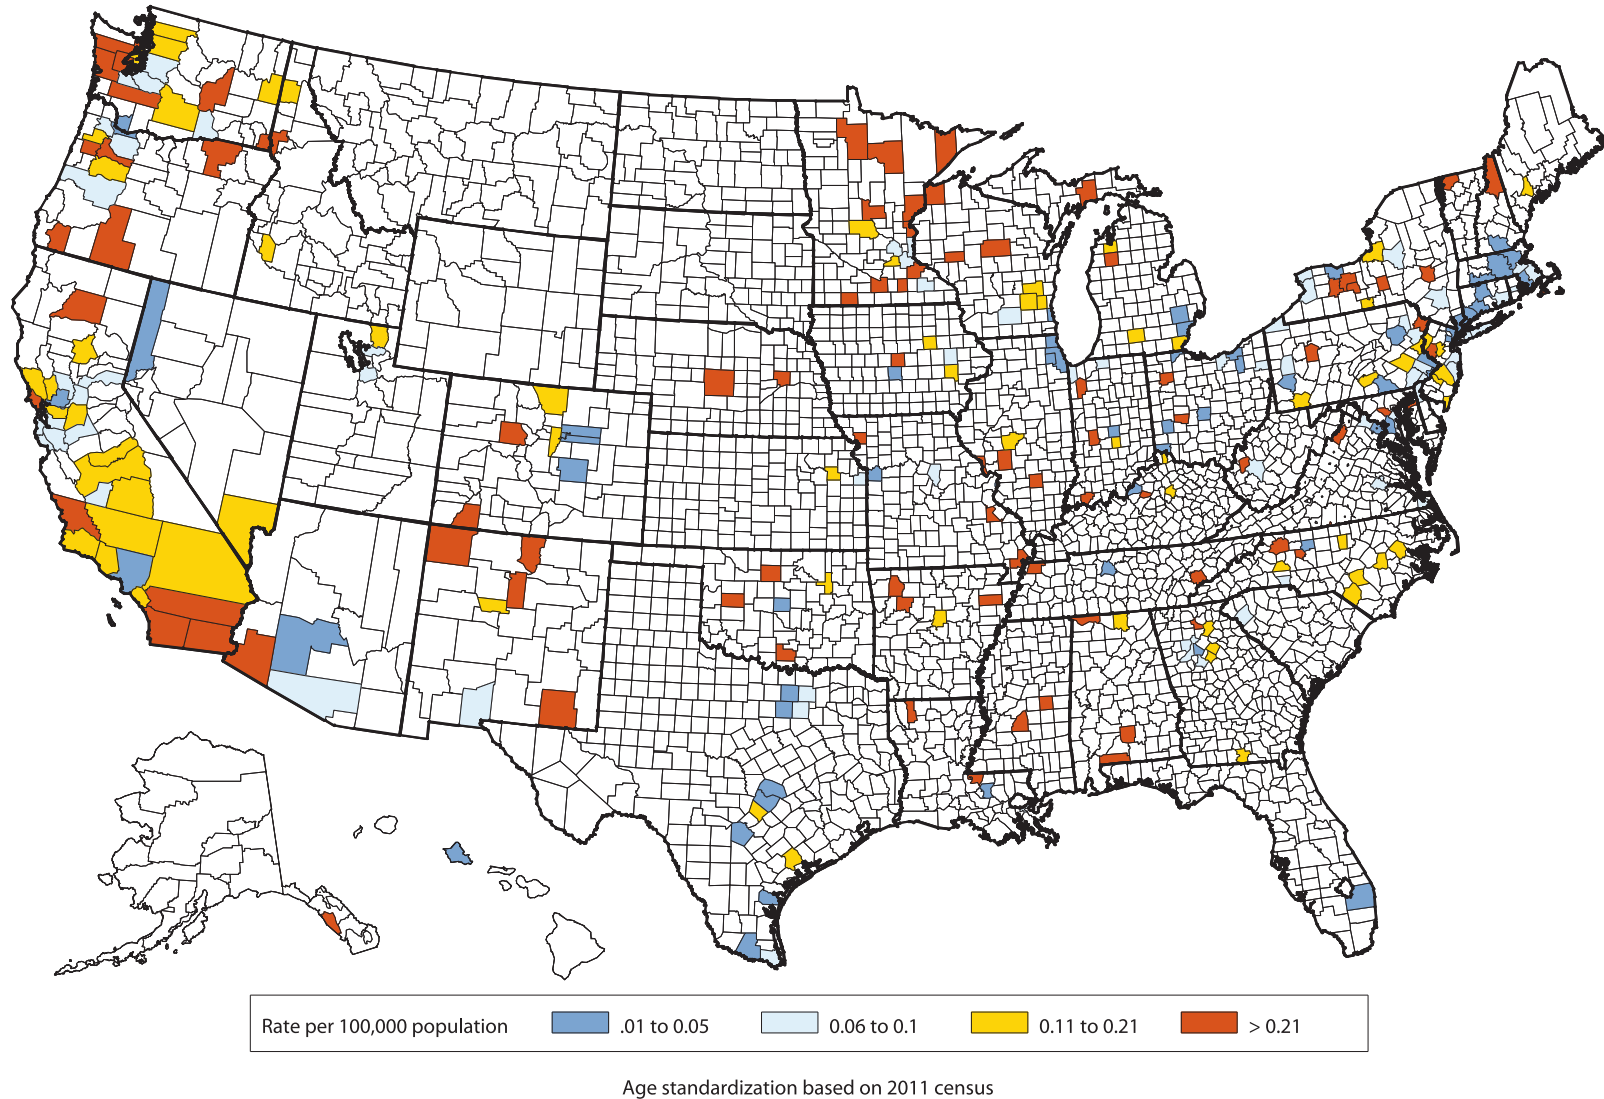 Rate per 100,000 population .01 to 0.05 0.06 to 0.1 0.11 to 0.21 > 0.21
Age standardization based on 2011 census